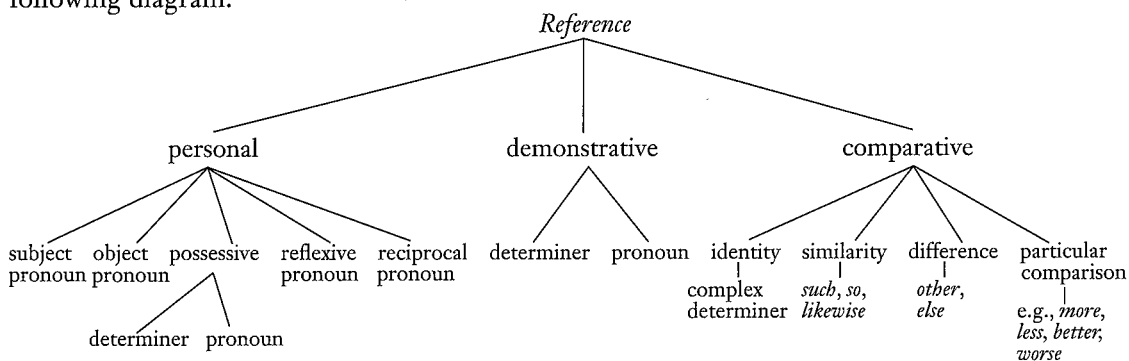 following diagram.
Reference
personal demonstrative comparative
subject object possessive reflexive reciprocal determiner pronoun identity similarity difference particular
pronoun pronoun pronoun pronoun comparison
complex such, so, other, e.g., more,
determiner likewise else less, better,
determiner pronoun worse